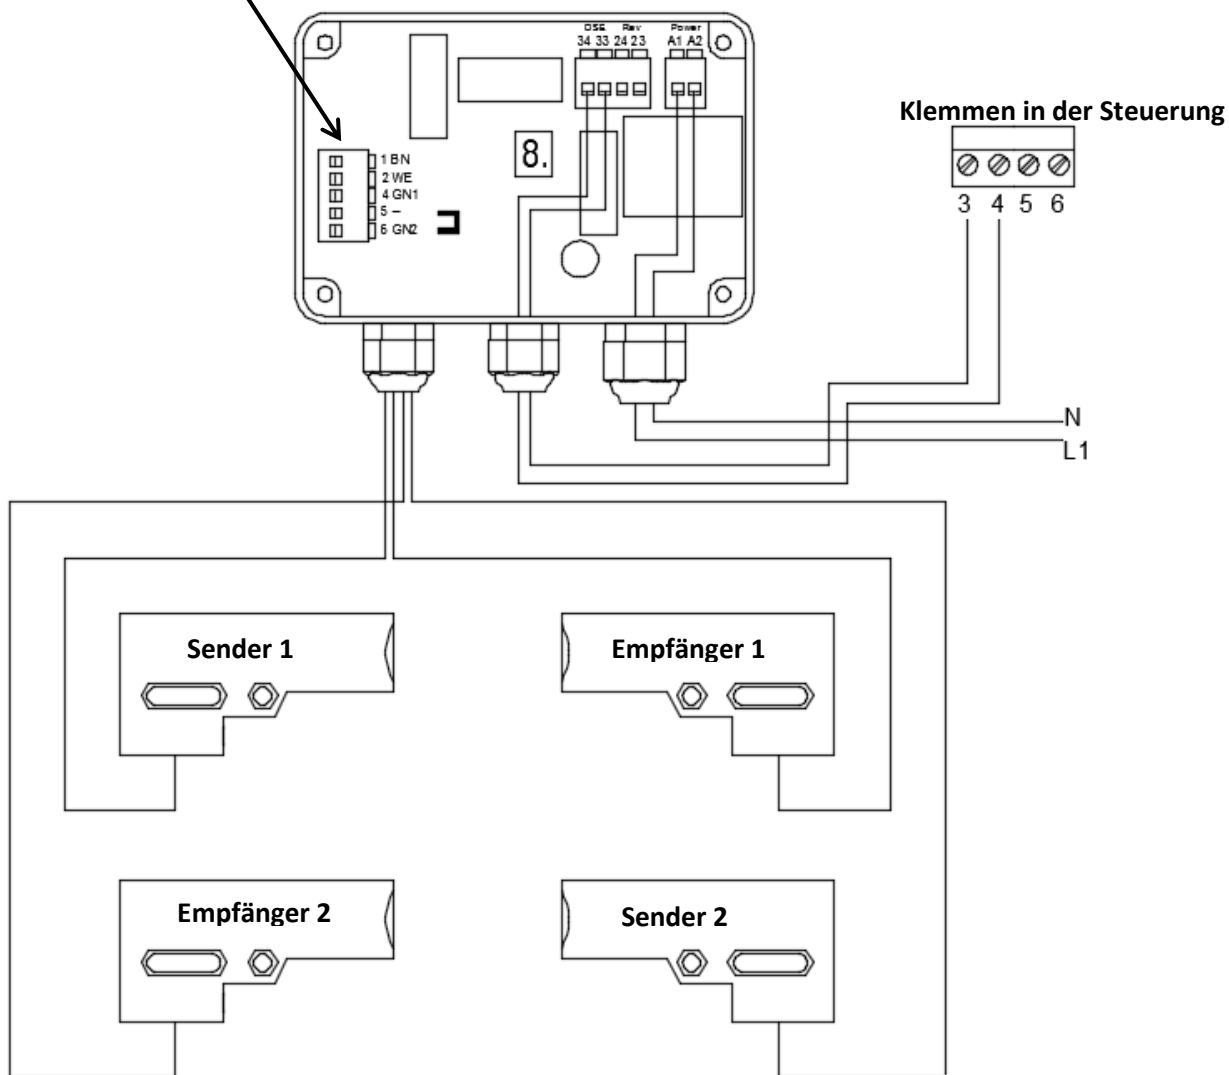 OSE Rev Power
34 33 24 23 A1 A2
Klemmen in der Steuerung
8.
1 BN
2 WE
4 GN1
5 –
6 GN2
3 4 5 6
N
L1
Sender 1
Empfänger 1
Empfänger 2
Sender 2